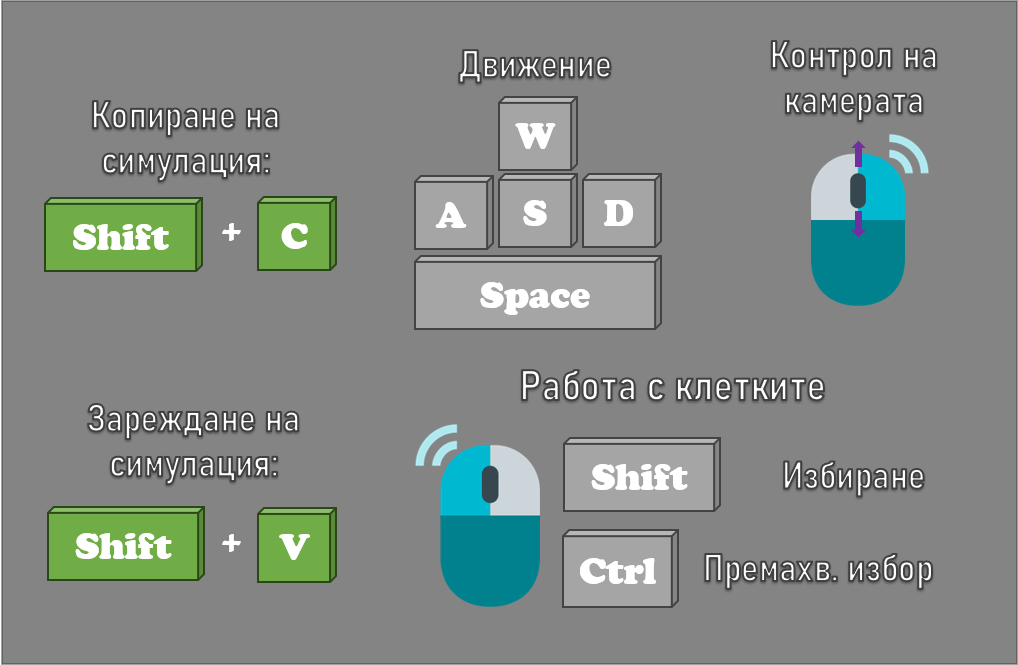 Копиране на
симулация:
Shift + C
Движение
W
A S D
Space
Контрол на
камерата
Зареждане на
симулация:
Shift + V
Работа с клетките
Shift Избиране
Ctrl Премахв. избор